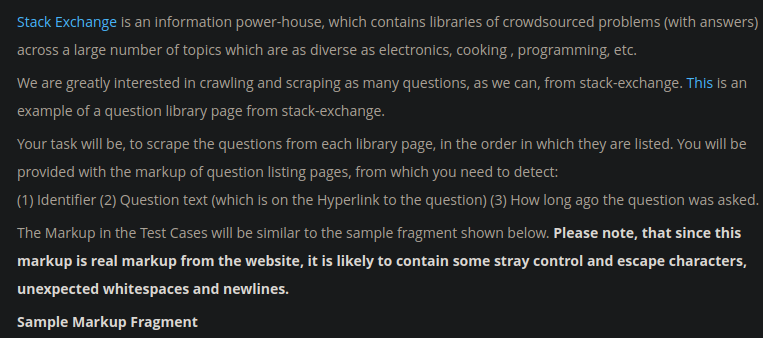 Stack Exchange is an information power-house, which contains libraries of crowdsourced problems (with answers)
across a large number of topics which are as diverse as electronics, cooking , programming, etc.
We are greatly interested in crawling and scraping as many questions, as we can, from stack-exchange. This is an
example of a question library page from stack-exchange.
Your task will be, to scrape the questions from each library page, in the order in which they are listed. You will be
provided with the markup of question listing pages, from which you need to detect:
(1) Identifier (2) Question text (which is on the Hyperlink to the question) (3) How long ago the question was asked.
The Markup in the Test Cases will be similar to the sample fragment shown below. Please note, that since this
markup is real markup from the website, it is likely to contain some stray control and escape characters,
unexpected whitespaces and newlines.
Sample Markup Fragment